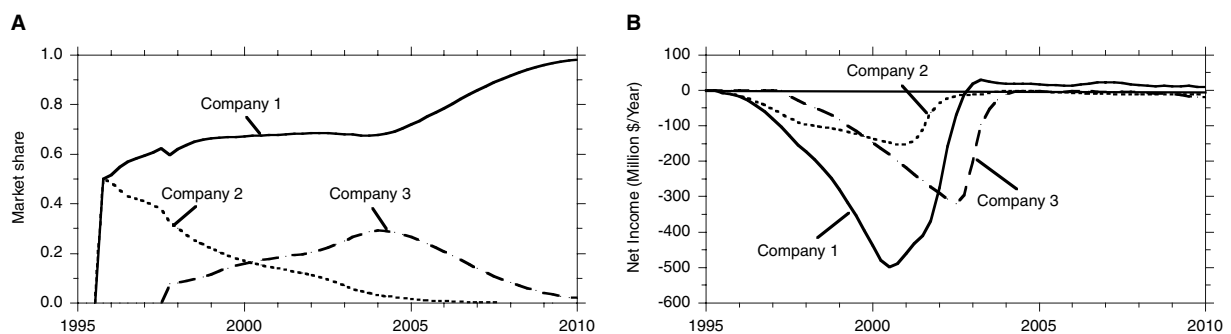 A
Market share
1.0
0.8
0.6
0.4
0.2
0.0
1995
2000
2005
2010
Company 1
Company 2
Company 3
B
Net Income (Million $/Year)
100
0
-100
-200
-300
-400
-500
-600
1995
2000
2005
2010
Company 2
Company 3
Company 1